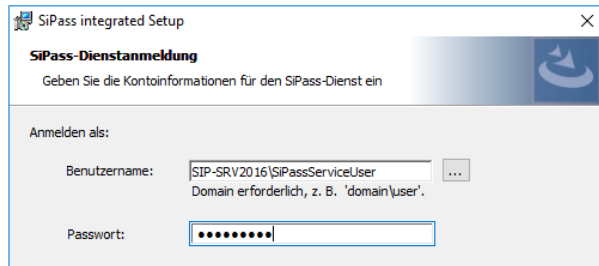 SiPass integrated Setup
SiPass-Dienstanmeldung
Geben Sie die Kontoinformationen für den SiPass-Dienst ein
Anmelden als:
Benutzername: SIP-SRV2016\SiPassServiceUser ...
Domain erforderlich, z. B. 'domain\user'.
Passwort: •••••••••